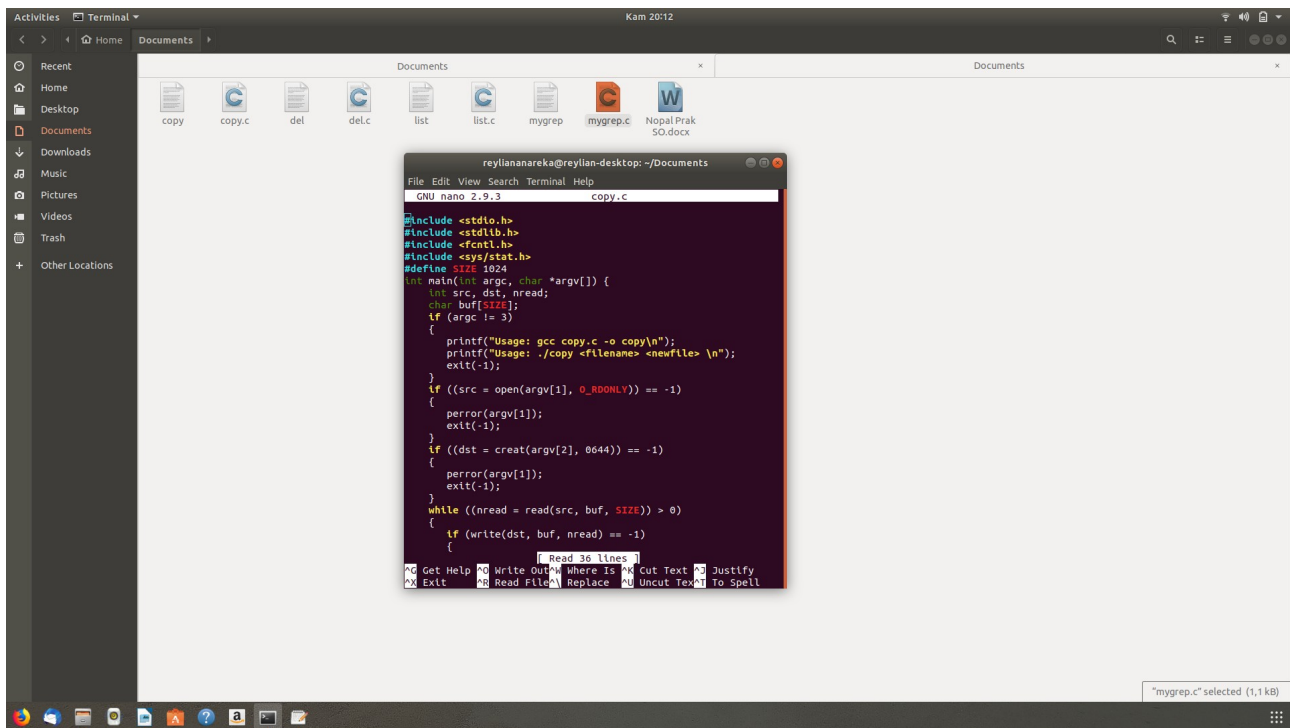 Activities Terminal Kam 20:12
Home Documents
Recent
Home
Desktop
Documents
Downloads
Music
Pictures
Videos
Trash
+ Other Locations
Documents × Documents ×
copy copy.c del del.c list list.c mygrep mygrep.c Nopal Prak SO.docx
reyliananareka@reylian-desktop: ~/Documents
File Edit View Search Terminal Help
GNU nano 2.9.3 copy.c
#include <stdio.h>
#include <stdlib.h>
#include <fcntl.h>
#include <sys/stat.h>
#define SIZE 1024
int main(int argc, char *argv[]) {
int src, dst, nread;
char buf[SIZE];
if (argc != 3)
{
printf("Usage: gcc copy.c -o copy\n");
printf("Usage: ./copy <filename> <newfile> \n");
exit(-1);
}
if ((src = open(argv[1], O_RDONLY)) == -1)
{
perror(argv[1]);
exit(-1);
}
if ((dst = creat(argv[2], 0644)) == -1)
{
perror(argv[1]);
exit(-1);
}
while ((nread = read(src, buf, SIZE)) > 0)
{
if (write(dst, buf, nread) == -1)
{
[ Read 36 lines ]
^G Get Help ^O Write Out ^W Where Is ^K Cut Text ^J Justify
^X Exit ^R Read File ^\ Replace ^U Uncut Tex ^T To Spell
"mygrep.c" selected (1,1 kB)